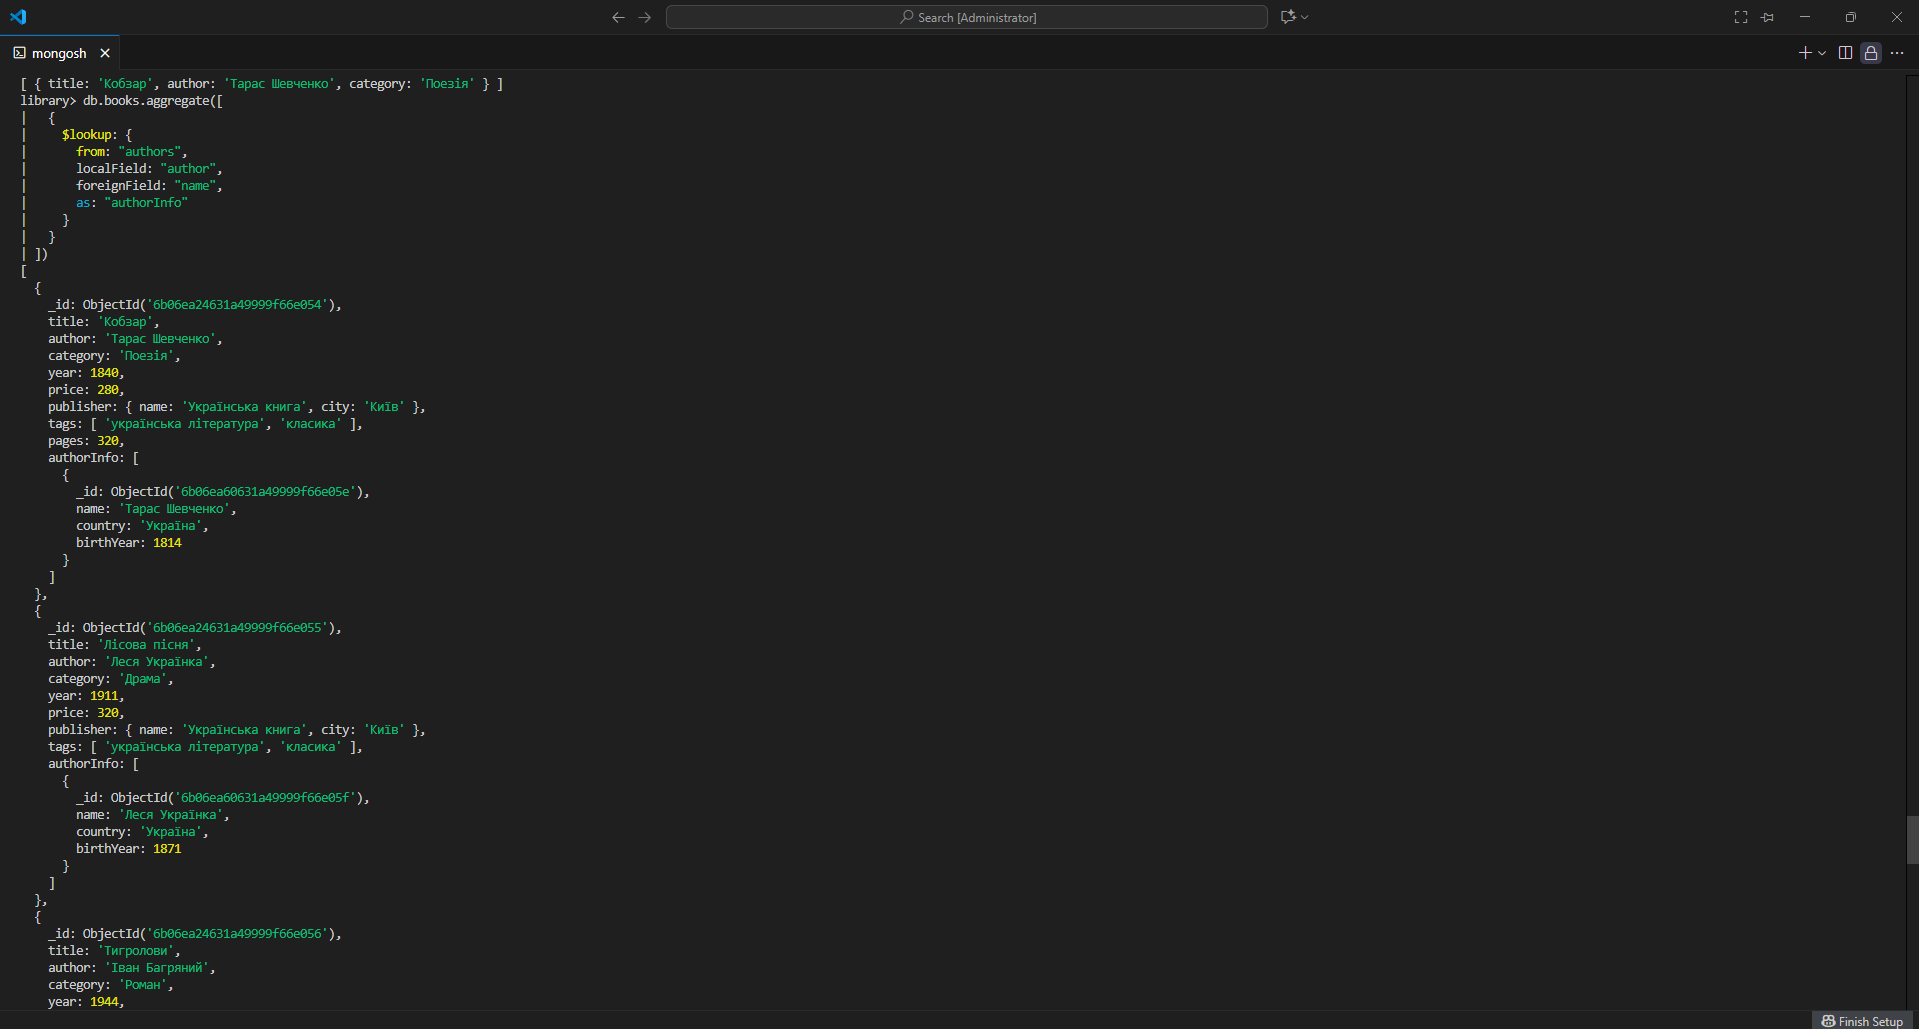 Search [Administrator]
mongosh
[ { title: 'Кобзар', author: 'Тарас Шевченко', category: 'Поезія' } ]
library> db.books.aggregate([
|   {
|     $lookup: {
|       from: "authors",
|       localField: "author",
|       foreignField: "name",
|       as: "authorInfo"
|     }
|   }
| ])
[
  {
    _id: ObjectId('6b06ea24631a49999f66e054'),
    title: 'Кобзар',
    author: 'Тарас Шевченко',
    category: 'Поезія',
    year: 1840,
    price: 280,
    publisher: { name: 'Українська книга', city: 'Київ' },
    tags: [ 'українська література', 'класика' ],
    pages: 320,
    authorInfo: [
      {
        _id: ObjectId('6b06ea60631a49999f66e05e'),
        name: 'Тарас Шевченко',
        country: 'Україна',
        birthYear: 1814
      }
    ]
  },
  {
    _id: ObjectId('6b06ea24631a49999f66e055'),
    title: 'Лісова пісня',
    author: 'Леся Українка',
    category: 'Драма',
    year: 1911,
    price: 320,
    publisher: { name: 'Українська книга', city: 'Київ' },
    tags: [ 'українська література', 'класика' ],
    authorInfo: [
      {
        _id: ObjectId('6b06ea60631a49999f66e05f'),
        name: 'Леся Українка',
        country: 'Україна',
        birthYear: 1871
      }
    ]
  },
  {
    _id: ObjectId('6b06ea24631a49999f66e056'),
    title: 'Тигролови',
    author: 'Іван Багряний',
    category: 'Роман',
    year: 1944,
Finish Setup